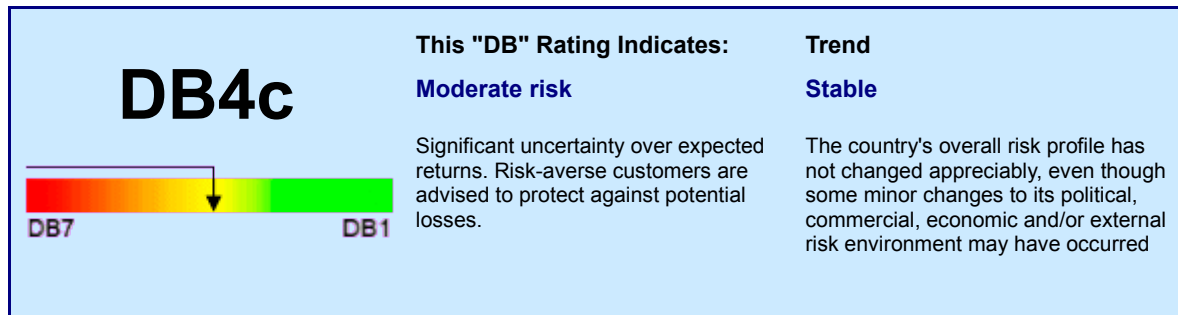 DB4c
DB7
DB1
This "DB" Rating Indicates:
Moderate risk
Significant uncertainty over expected
returns. Risk-averse customers are
advised to protect against potential
losses.
Trend
Stable
The country's overall risk profile has
not changed appreciably, even though
some minor changes to its political,
commercial, economic and/or external
risk environment may have occurred